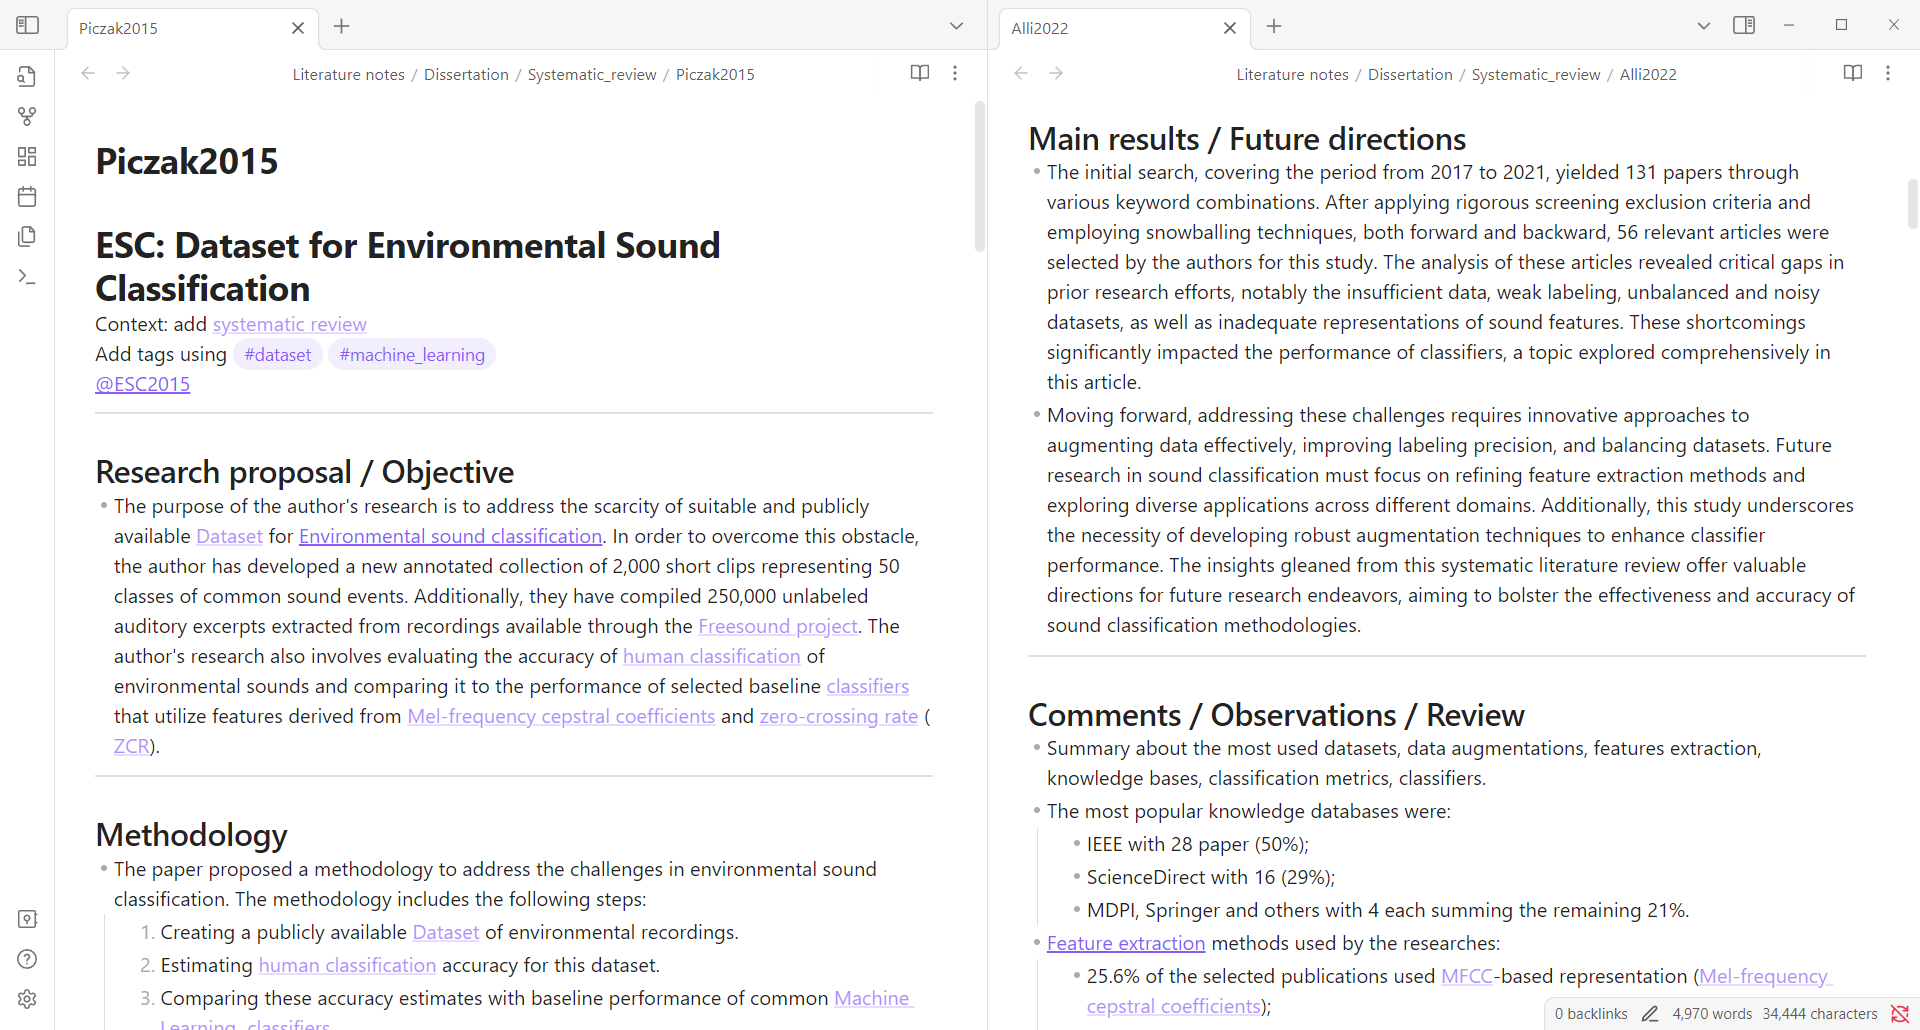 Piczak2015
Alli2022
Literature notes / Dissertation / Systematic_review / Piczak2015
Piczak2015
ESC: Dataset for Environmental Sound
Classification
Context: add systematic review
Add tags using #dataset #machine_learning
@ESC2015
Research proposal / Objective
The purpose of the author's research is to address the scarcity of suitable and publicly
available Dataset for Environmental sound classification. In order to overcome this obstacle,
the author has developed a new annotated collection of 2,000 short clips representing 50
classes of common sound events. Additionally, they have compiled 250,000 unlabeled
auditory excerpts extracted from recordings available through the Freesound project. The
author's research also involves evaluating the accuracy of human classification of
environmental sounds and comparing it to the performance of selected baseline classifiers
that utilize features derived from Mel-frequency cepstral coefficients and zero-crossing rate (
ZCR).
Methodology
The paper proposed a methodology to address the challenges in environmental sound
classification. The methodology includes the following steps:
1. Creating a publicly available Dataset of environmental recordings.
2. Estimating human classification accuracy for this dataset.
3. Comparing these accuracy estimates with baseline performance of common Machine
Learning classifiers
Literature notes / Dissertation / Systematic_review / Alli2022
Main results / Future directions
The initial search, covering the period from 2017 to 2021, yielded 131 papers through
various keyword combinations. After applying rigorous screening exclusion criteria and
employing snowballing techniques, both forward and backward, 56 relevant articles were
selected by the authors for this study. The analysis of these articles revealed critical gaps in
prior research efforts, notably the insufficient data, weak labeling, unbalanced and noisy
datasets, as well as inadequate representations of sound features. These shortcomings
significantly impacted the performance of classifiers, a topic explored comprehensively in
this article.
Moving forward, addressing these challenges requires innovative approaches to
augmenting data effectively, improving labeling precision, and balancing datasets. Future
research in sound classification must focus on refining feature extraction methods and
exploring diverse applications across different domains. Additionally, this study underscores
the necessity of developing robust augmentation techniques to enhance classifier
performance. The insights gleaned from this systematic literature review offer valuable
directions for future research endeavors, aiming to bolster the effectiveness and accuracy of
sound classification methodologies.
Comments / Observations / Review
Summary about the most used datasets, data augmentations, features extraction,
knowledge bases, classification metrics, classifiers.
The most popular knowledge databases were:
IEEE with 28 paper (50%);
ScienceDirect with 16 (29%);
MDPI, Springer and others with 4 each summing the remaining 21%.
Feature extraction methods used by the researches:
25.6% of the selected publications used MFCC-based representation (Mel-frequency
cepstral coefficients);
0 backlinks 4,970 words 34,444 characters